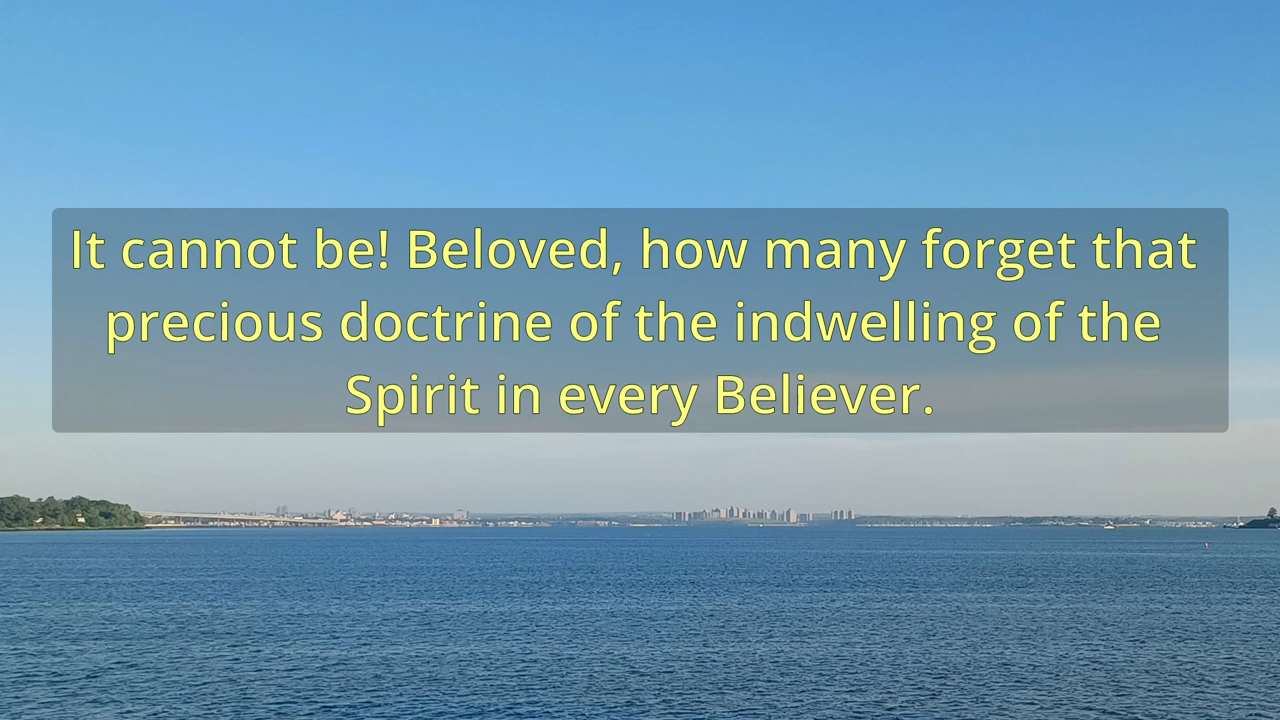 It cannot be! Beloved, how many forget that
precious doctrine of the indwelling of the
Spirit in every Believer.